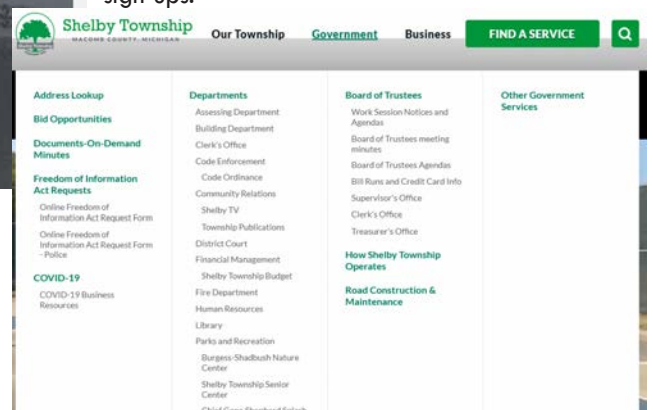 sign-ups.
Shelby Township
MACOMB COUNTY, MICHIGAN
Our Township
Government
Business
FIND A SERVICE
Address Lookup
Bid Opportunities
Documents-On-Demand
Minutes
Freedom of Information
Act Requests
Online Freedom of
Information Act Request Form
Online Freedom of
Information Act Request Form
- Police
COVID-19
COVID-19 Business
Resources
Departments
Assessing Department
Building Department
Clerk's Office
Code Enforcement
Code Ordinance
Community Relations
Shelby TV
Township Publications
District Court
Financial Management
Shelby Township Budget
Fire Department
Human Resources
Library
Parks and Recreation
Burgess-Shadbush Nature
Center
Shelby Township Senior
Center
Chief Gene Shepherd Splash
Board of Trustees
Work Session Notices and
Agendas
Board of Trustees meeting
minutes
Board of Trustees Agendas
Bill Runs and Credit Card Info
Supervisor's Office
Clerk's Office
Treasurer's Office
How Shelby Township
Operates
Road Construction &
Maintenance
Other Government
Services